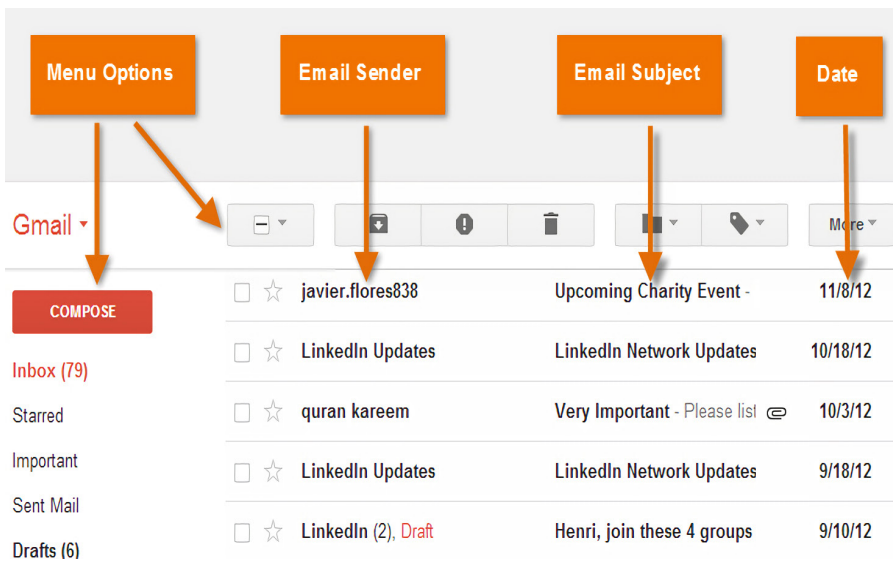 Menu Options
Email Sender
Email Subject
Date
Gmail
More
COMPOSE
Inbox (79)
Starred
Important
Sent Mail
Drafts (6)
javier.flores838 Upcoming Charity Event - 11/8/12
LinkedIn Updates LinkedIn Network Updates 10/18/12
quran kareem Very Important - Please list 10/3/12
LinkedIn Updates LinkedIn Network Updates 9/18/12
LinkedIn (2), Draft Henri, join these 4 groups 9/10/12